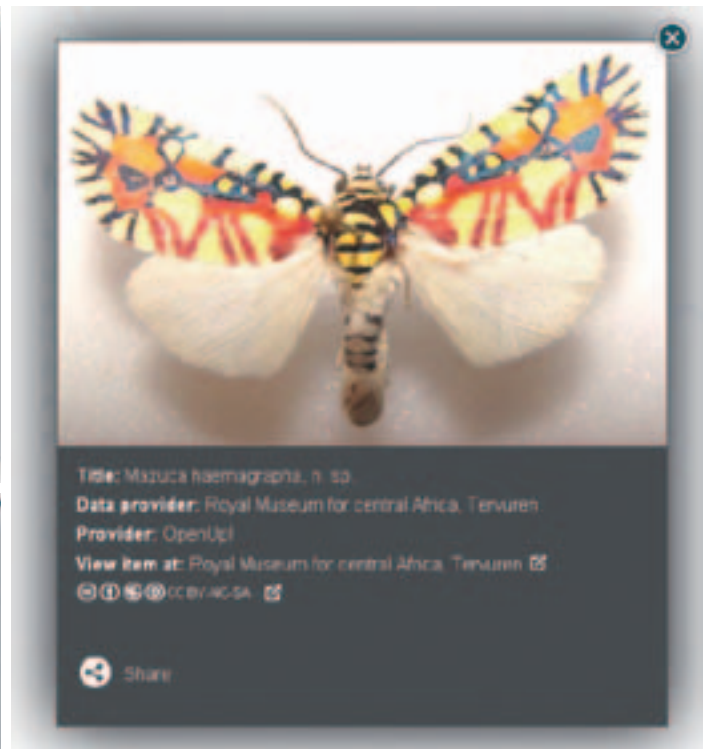 Title: Mazuca haemagrapha, n. sp.
Data provider: Royal Museum for central Africa, Tervuren
Provider: OpenUp!
View item at: Royal Museum for central Africa, Tervuren
CC BY-NC-SA
Share